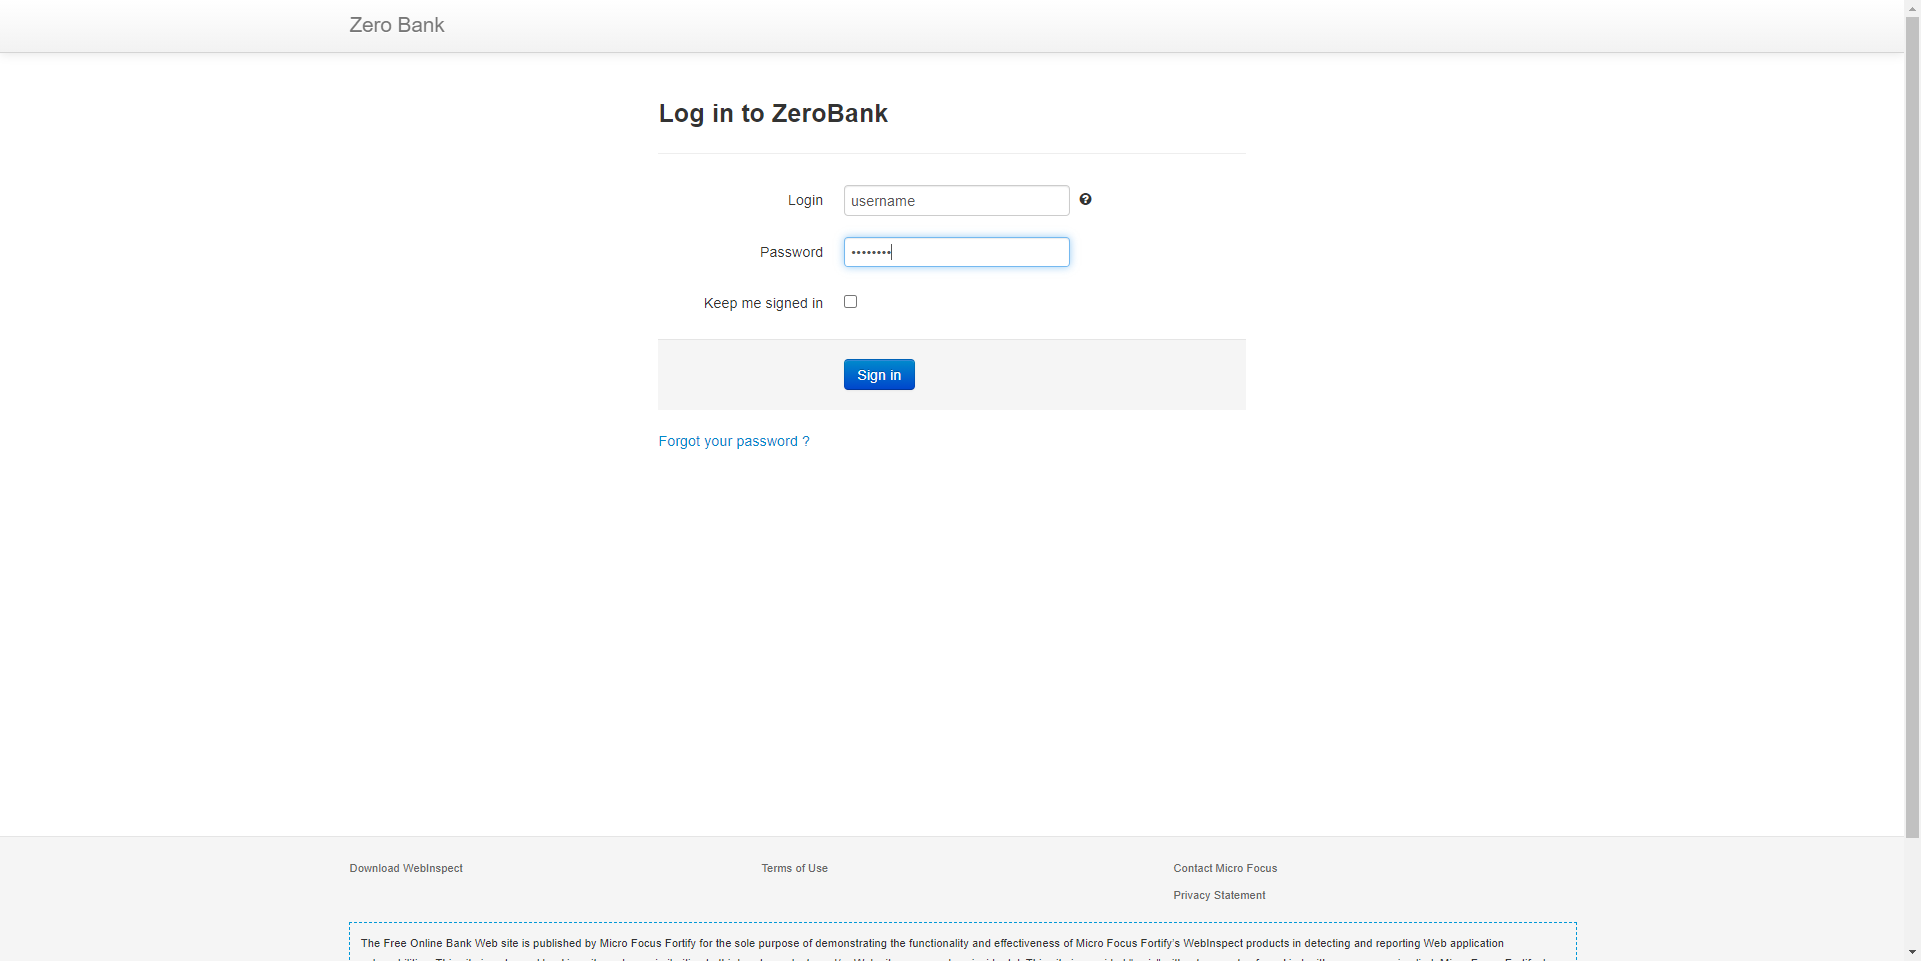 Zero Bank
Log in to ZeroBank
Login
username
Password
••••••••
Keep me signed in
Sign in
Forgot your password ?
Download WebInspect
Terms of Use
Contact Micro Focus
Privacy Statement
The Free Online Bank Web site is published by Micro Focus Fortify for the sole purpose of demonstrating the functionality and effectiveness of Micro Focus Fortify's WebInspect products in detecting and reporting Web application